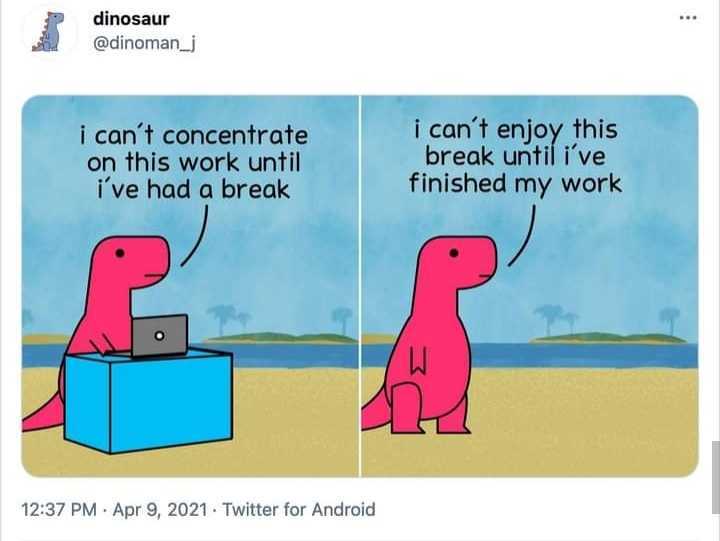 dinosaur
@dinoman_j
i can´t concentrate
on this work until
i´ve had a break
i can´t enjoy this
break until i´ve
finished my work
12:37 PM · Apr 9, 2021 · Twitter for Android